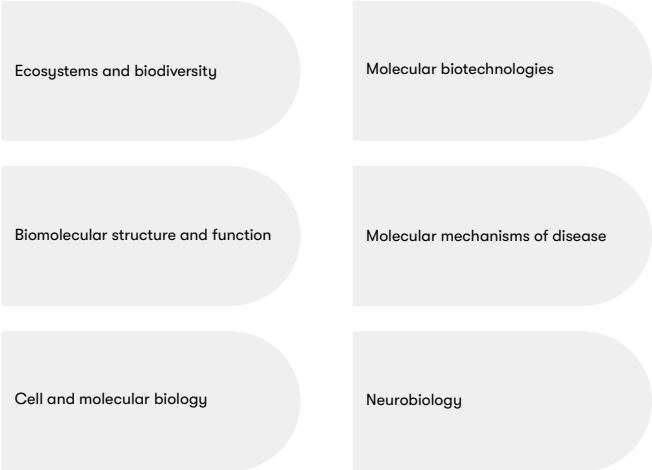 Ecosystems and biodiversity
Molecular biotechnologies
Biomolecular structure and function
Molecular mechanisms of disease
Cell and molecular biology
Neurobiology